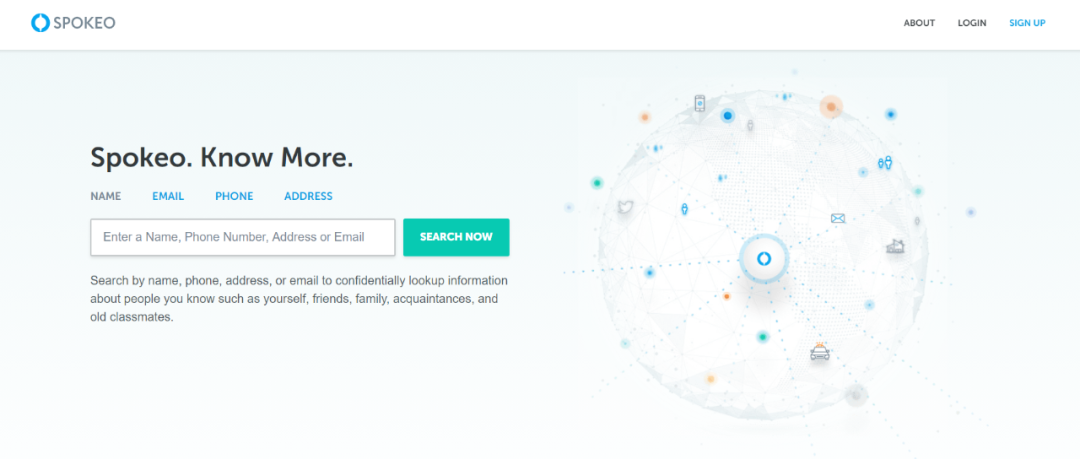 SPOKEO
ABOUT LOGIN SIGN UP
Spokeo. Know More.
NAME EMAIL PHONE ADDRESS
Enter a Name, Phone Number, Address or Email
SEARCH NOW
Search by name, phone, address, or email to confidentially lookup information
about people you know such as yourself, friends, family, acquaintances, and
old classmates.